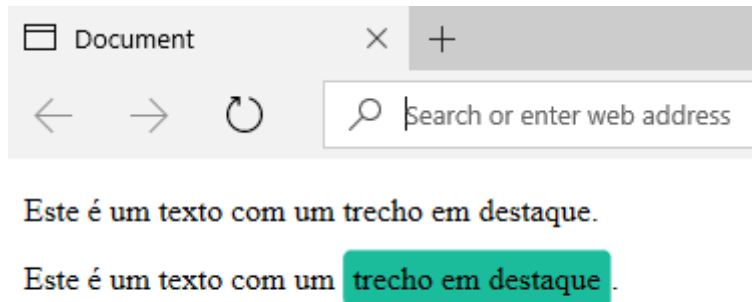 Document
Search or enter web address
Este é um texto com um trecho em destaque.
Este é um texto com um trecho em destaque.